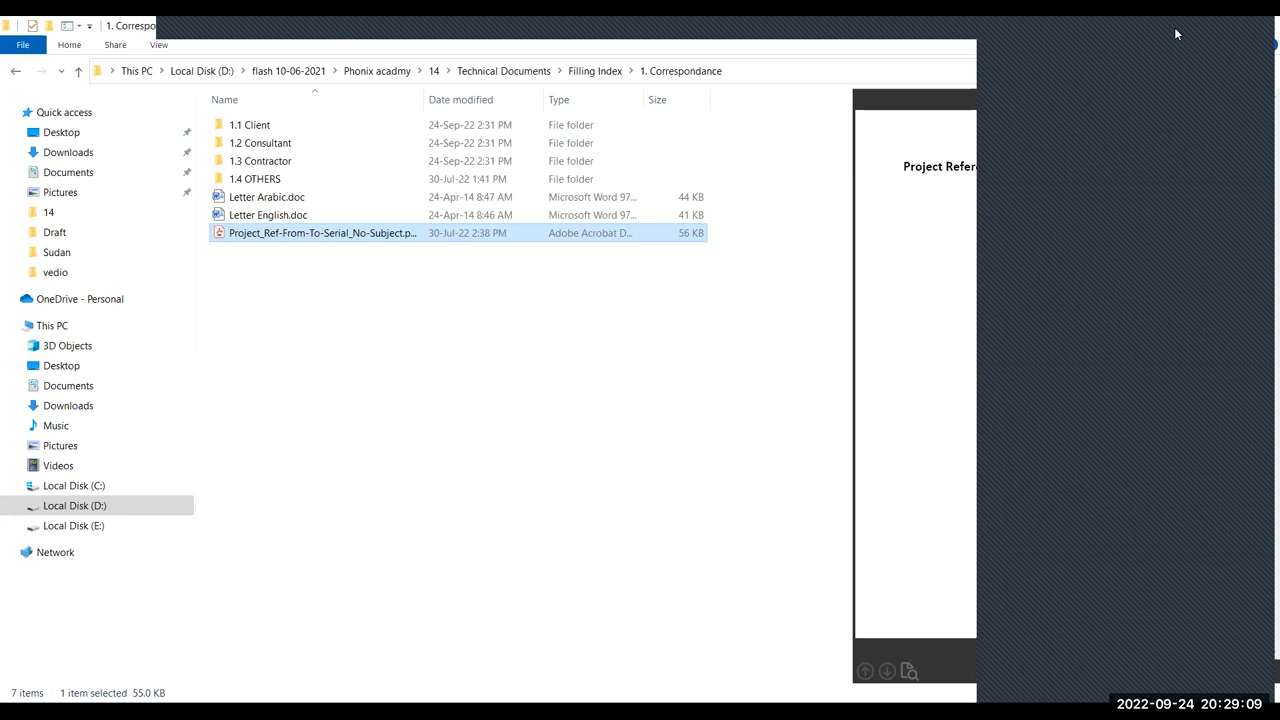 1. Correspo
File Home Share View
This PC Local Disk (D:) flash 10-06-2021 Phonix acadmy 14 Technical Documents Filling Index 1. Correspondance
Name Date modified Type Size
Quick access
Desktop
Downloads
Documents
Pictures
14
Draft
Sudan
vedio
OneDrive - Personal
This PC
3D Objects
Desktop
Documents
Downloads
Music
Pictures
Videos
Local Disk (C:)
Local Disk (D:)
Local Disk (E:)
Network
1.1 Client 24-Sep-22 2:31 PM File folder
1.2 Consultant 24-Sep-22 2:31 PM File folder
1.3 Contractor 24-Sep-22 2:31 PM File folder
1.4 OTHERS 30-Jul-22 1:41 PM File folder
Letter Arabic.doc 24-Apr-14 8:47 AM Microsoft Word 97... 44 KB
Letter English.doc 24-Apr-14 8:46 AM Microsoft Word 97... 41 KB
Project_Ref-From-To-Serial_No-Subject.p... 30-Jul-22 2:38 PM Adobe Acrobat D... 56 KB
Project Refer
7 items 1 item selected 55.0 KB
2022-09-24 20:29:09